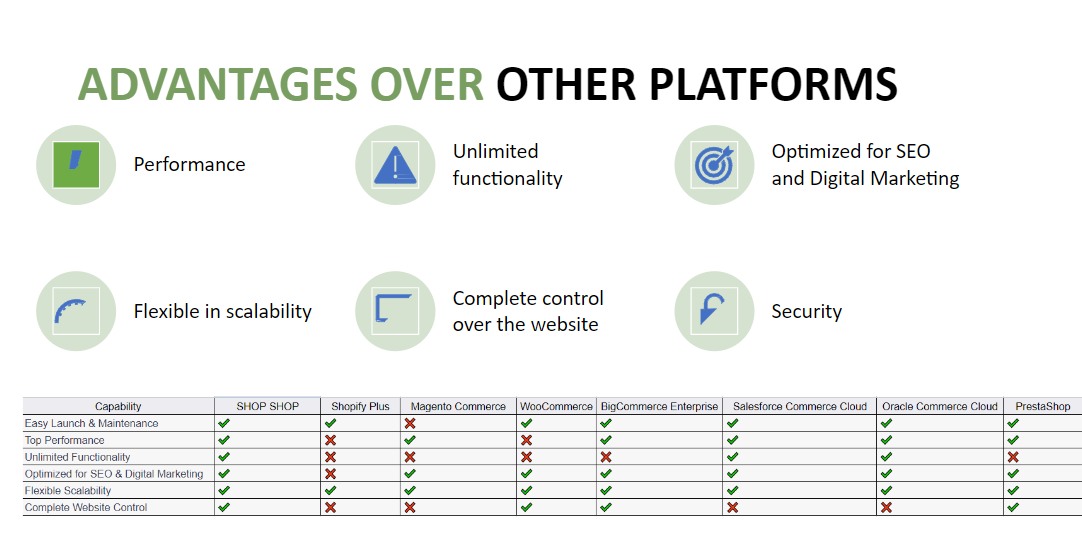 ADVANTAGES OVER OTHER PLATFORMS
Performance
Unlimited
functionality
Optimized for SEO
and Digital Marketing
Flexible in scalability
Complete control
over the website
Security
Capability SHOP SHOP Shopify Plus Magento Commerce WooCommerce BigCommerce Enterprise Salesforce Commerce Cloud Oracle Commerce Cloud PrestaShop
Easy Launch & Maintenance
Top Performance
Unlimited Functionality
Optimized for SEO & Digital Marketing
Flexible Scalability
Complete Website Control